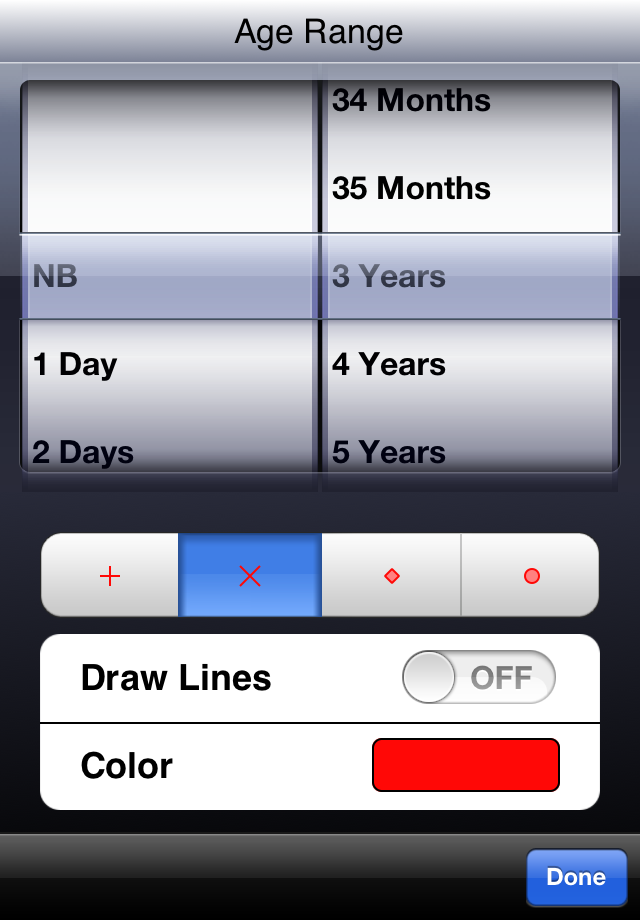 Age Range
34 Months
35 Months
NB
3 Years
1 Day
4 Years
2 Days
5 Years
Draw Lines
OFF
Color
Done